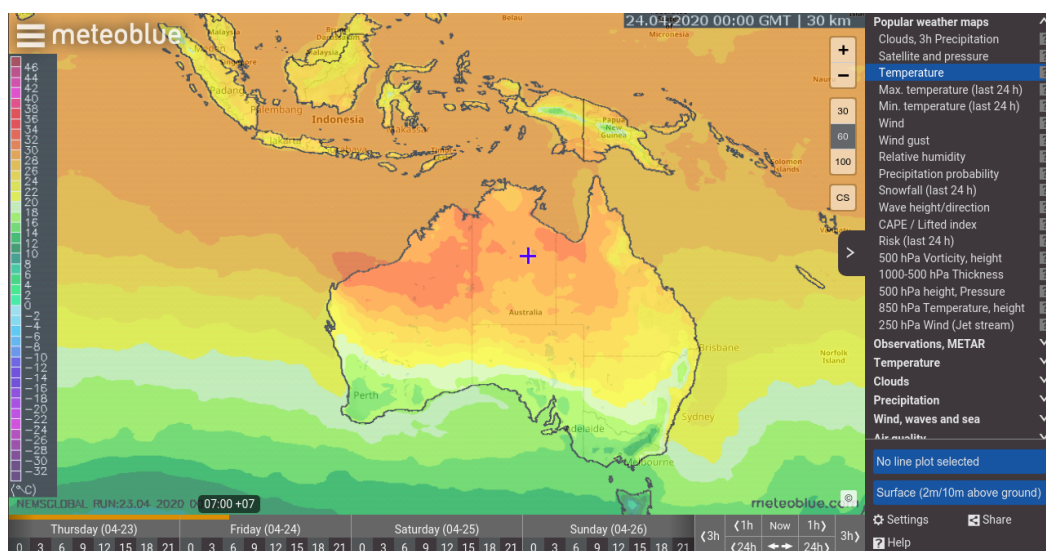 meteoblue
24.04.2020 00:00 GMT | 30 km
Belau
Micronesia
Malaysia
Medan
Malaysia
Singapore
Padang
Palembang
Indonesia
Jakarta
Makassar
Papua
New
Guinea
Solomon
Islands
Nauru
Australia
Brisbane
Norfolk
Island
Perth
Sydney
Adelaide
Melbourne
46
44
42
40
38
36
34
32
30
28
26
24
22
20
18
16
14
12
10
8
6
4
2
0
−2
−4
−6
−8
−10
−12
−14
−16
−18
−20
−22
−24
−26
−28
−30
−32
(°C)
+
−
30
60
100
CS
>
NEMSGLOBAL, RUN:23.04 2020
07:00 +07
©
meteoblue.com
Thursday (04-23)
Friday (04-24)
Saturday (04-25)
Sunday (04-26)
0 3 6 9 12 15 18 21 0 3 6 9 12 15 18 21 0 3 6 9 12 15 18 21 0 3 6 9 12 15 18 21
❬3h
❬1h Now 1h❭
3h❭
❬24h 24h❭
Popular weather maps
Clouds, 3h Precipitation
Satellite and pressure
Temperature
Max. temperature (last 24 h)
Min. temperature (last 24 h)
Wind
Wind gust
Relative humidity
Precipitation probability
Snowfall (last 24 h)
Wave height/direction
CAPE / Lifted index
Risk (last 24 h)
500 hPa Vorticity, height
1000-500 hPa Thickness
500 hPa height, Pressure
850 hPa Temperature, height
250 hPa Wind (Jet stream)
Observations, METAR
Temperature
Clouds
Precipitation
Wind, waves and sea
Air quality
No line plot selected
Surface (2m/10m above ground)
Settings
Share
Help